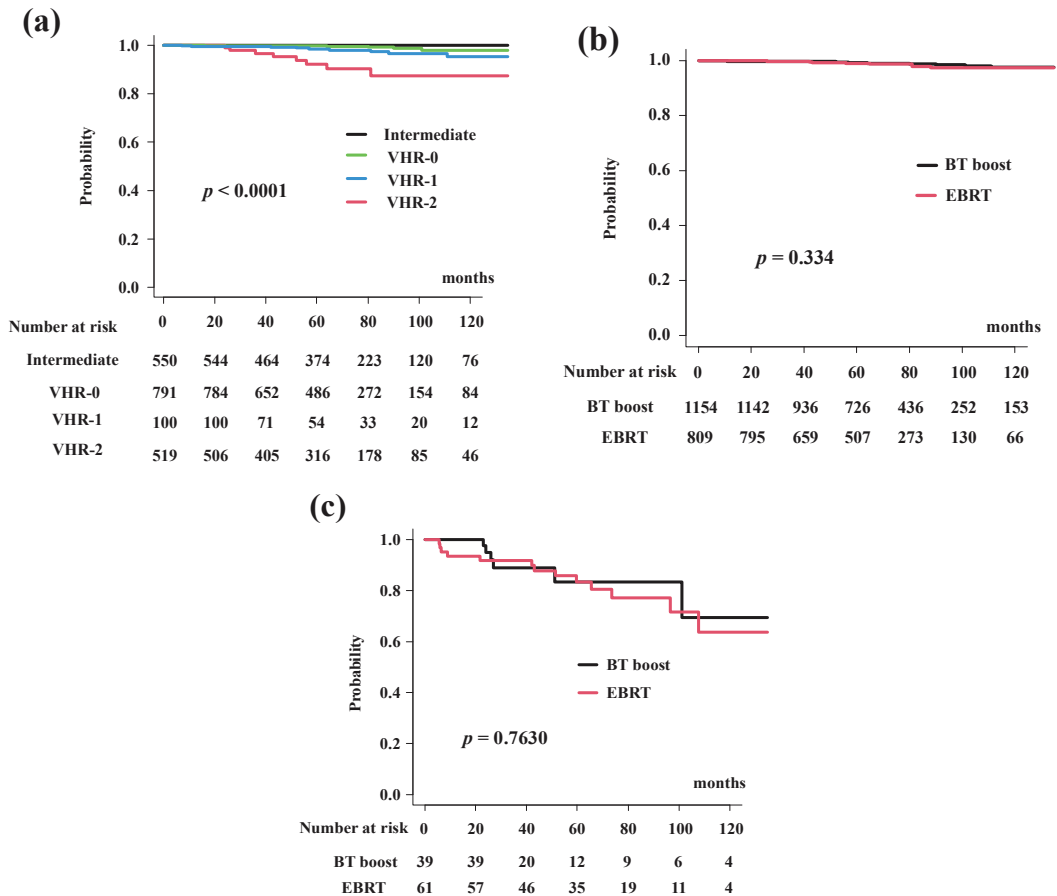 (a)
1.0
0.8
0.6
0.4
0.2
0.0
Probability
Intermediate
VHR-0
VHR-1
VHR-2
p < 0.0001
months
Number at risk 0 20 40 60 80 100 120
Intermediate 550 544 464 374 223 120 76
VHR-0 791 784 652 486 272 154 84
VHR-1 100 100 71 54 33 20 12
VHR-2 519 506 405 316 178 85 46
(b)
1.0
0.8
0.6
0.4
0.2
0.0
Probability
BT boost
EBRT
p = 0.334
months
Number at risk 0 20 40 60 80 100 120
BT boost 1154 1142 936 726 436 252 153
EBRT 809 795 659 507 273 130 66
(c)
1.0
0.8
0.6
0.4
0.2
0.0
Probability
BT boost
EBRT
p = 0.7630
months
Number at risk 0 20 40 60 80 100 120
BT boost 39 39 20 12 9 6 4
EBRT 61 57 46 35 19 11 4